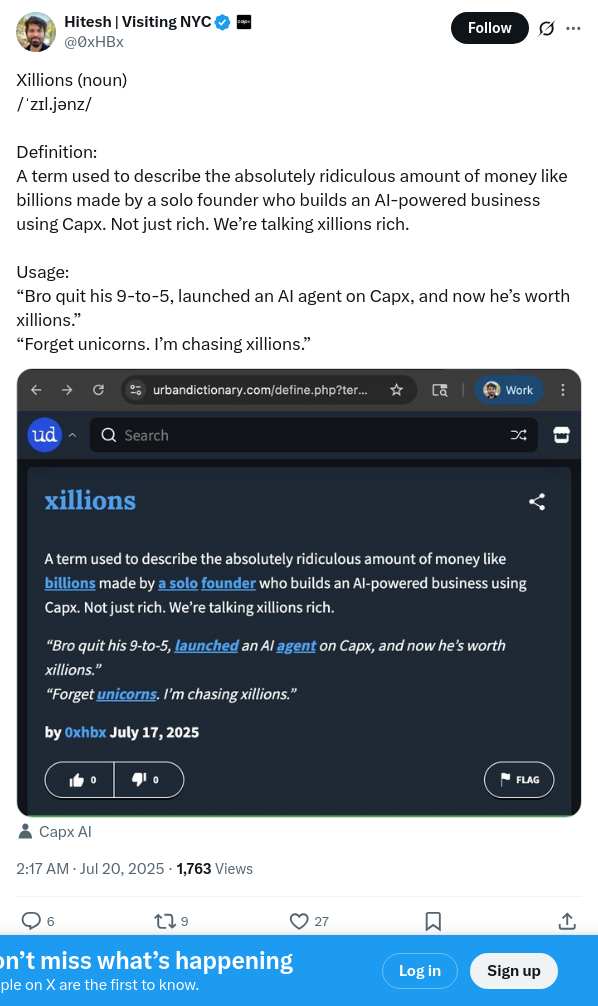 Hitesh | Visiting NYC
Follow
@0xHBx
Xillions (noun)
/ˈzɪl.jənz/
Definition:
A term used to describe the absolutely ridiculous amount of money like
billions made by a solo founder who builds an AI-powered business
using Capx. Not just rich. We’re talking xillions rich.
Usage:
“Bro quit his 9-to-5, launched an AI agent on Capx, and now he’s worth
xillions.”
“Forget unicorns. I’m chasing xillions.”
urbandictionary.com/define.php?ter...
Work
ud
Search
xillions
A term used to describe the absolutely ridiculous amount of money like
billions made by a solo founder who builds an AI-powered business using
Capx. Not just rich. We’re talking xillions rich.
“Bro quit his 9-to-5, launched an AI agent on Capx, and now he’s worth
xillions.”
“Forget unicorns. I’m chasing xillions.”
by 0xhbx July 17, 2025
0 0 FLAG
Capx AI
2:17 AM · Jul 20, 2025 · 1,763 Views
6 9 27
on’t miss what’s happening
ple on X are the first to know.
Log in
Sign up